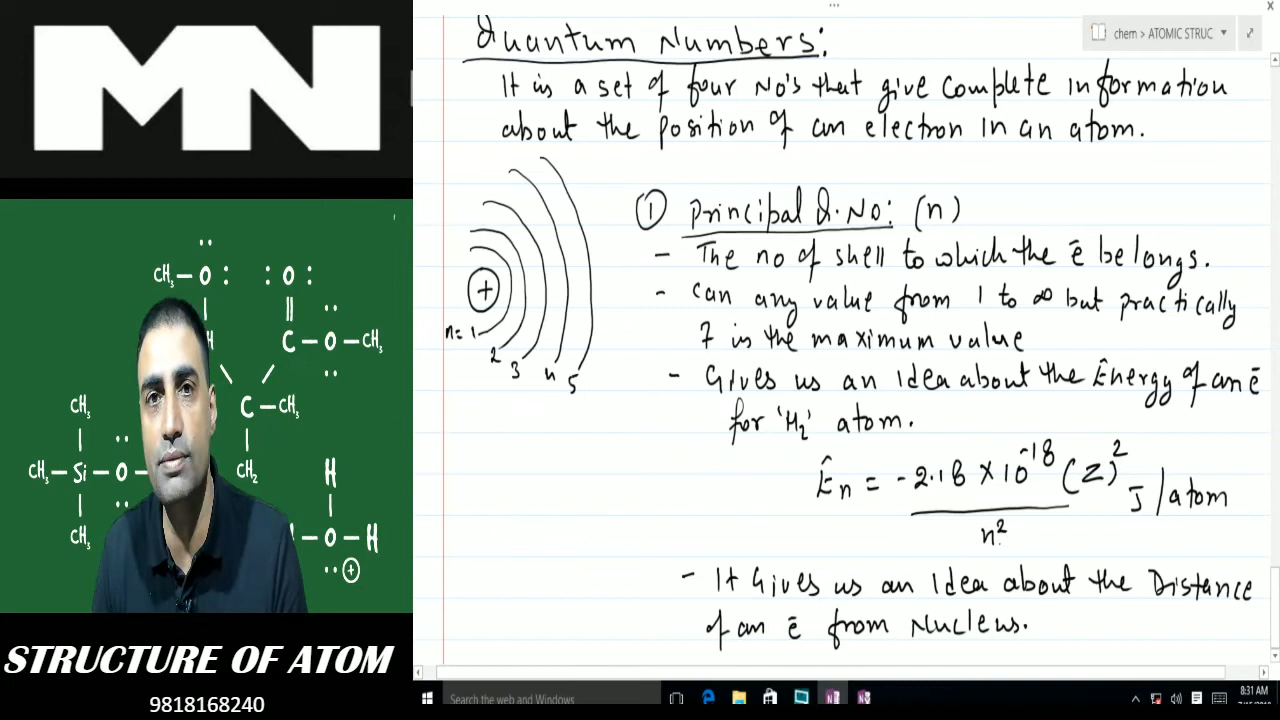 MN
chem > ATOMIC STRUC
Quantum Numbers:
It is a set of four No's that give complete information
about the position of an electron in an atom.
① Principal Q.No: (n)
- The no of shell to which the ē belongs.
- can any value from 1 to ∞ but practically
7 is the maximum value
- Gives us an Idea about the Energy of an ē
for 'H₂' atom.
En = -2.18 × 10⁻¹⁸ (Z)² J/atom
n²
- It Gives us an Idea about the Distance
of an ē from Nucleus.
+
n= 1
2
3
4
5
CH₃—O: :O:
H C—O—CH₃
CH₃ C—CH₃
CH₃—Si—O— CH₂ H
CH₃ —O—H
+
STRUCTURE OF ATOM
9818168240
Search the web and Windows
8:31 AM